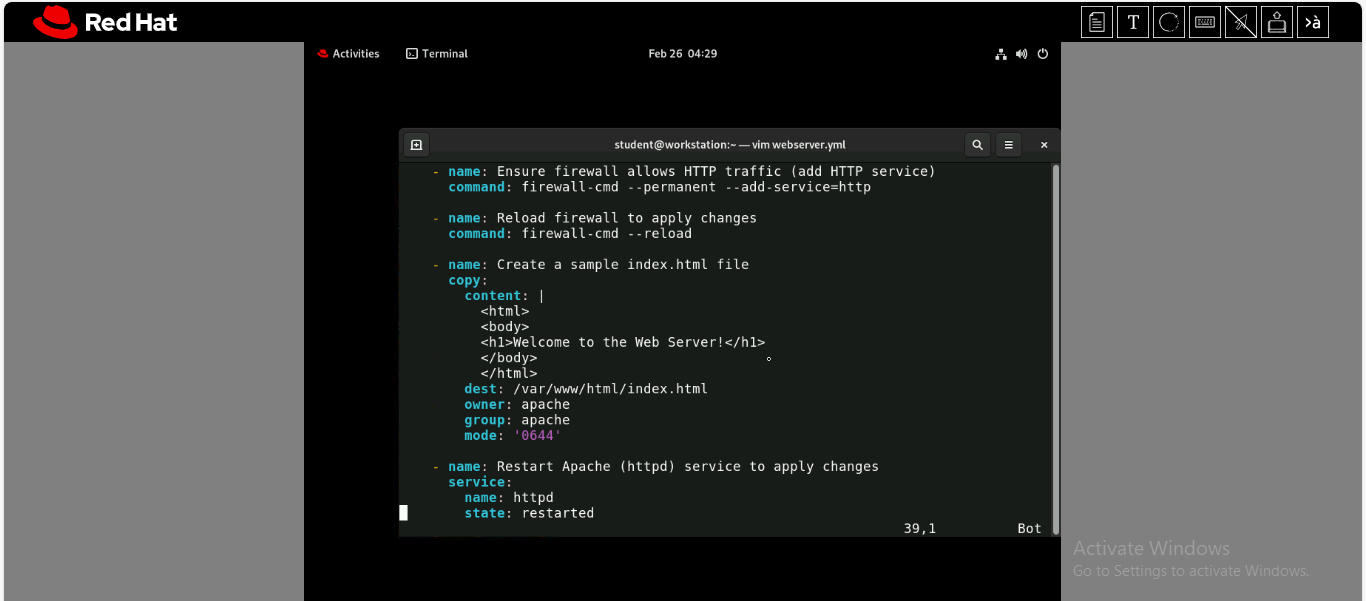 Red Hat
T
›à
Activities
Terminal
Feb 26 04:29
student@workstation:~ — vim webserver.yml
- name: Ensure firewall allows HTTP traffic (add HTTP service)
command: firewall-cmd --permanent --add-service=http
- name: Reload firewall to apply changes
command: firewall-cmd --reload
- name: Create a sample index.html file
copy:
content: |
<html>
<body>
<h1>Welcome to the Web Server!</h1>
</body>
</html>
dest: /var/www/html/index.html
owner: apache
group: apache
mode: '0644'
- name: Restart Apache (httpd) service to apply changes
service:
name: httpd
state: restarted
39,1 Bot
Activate Windows
Go to Settings to activate Windows.